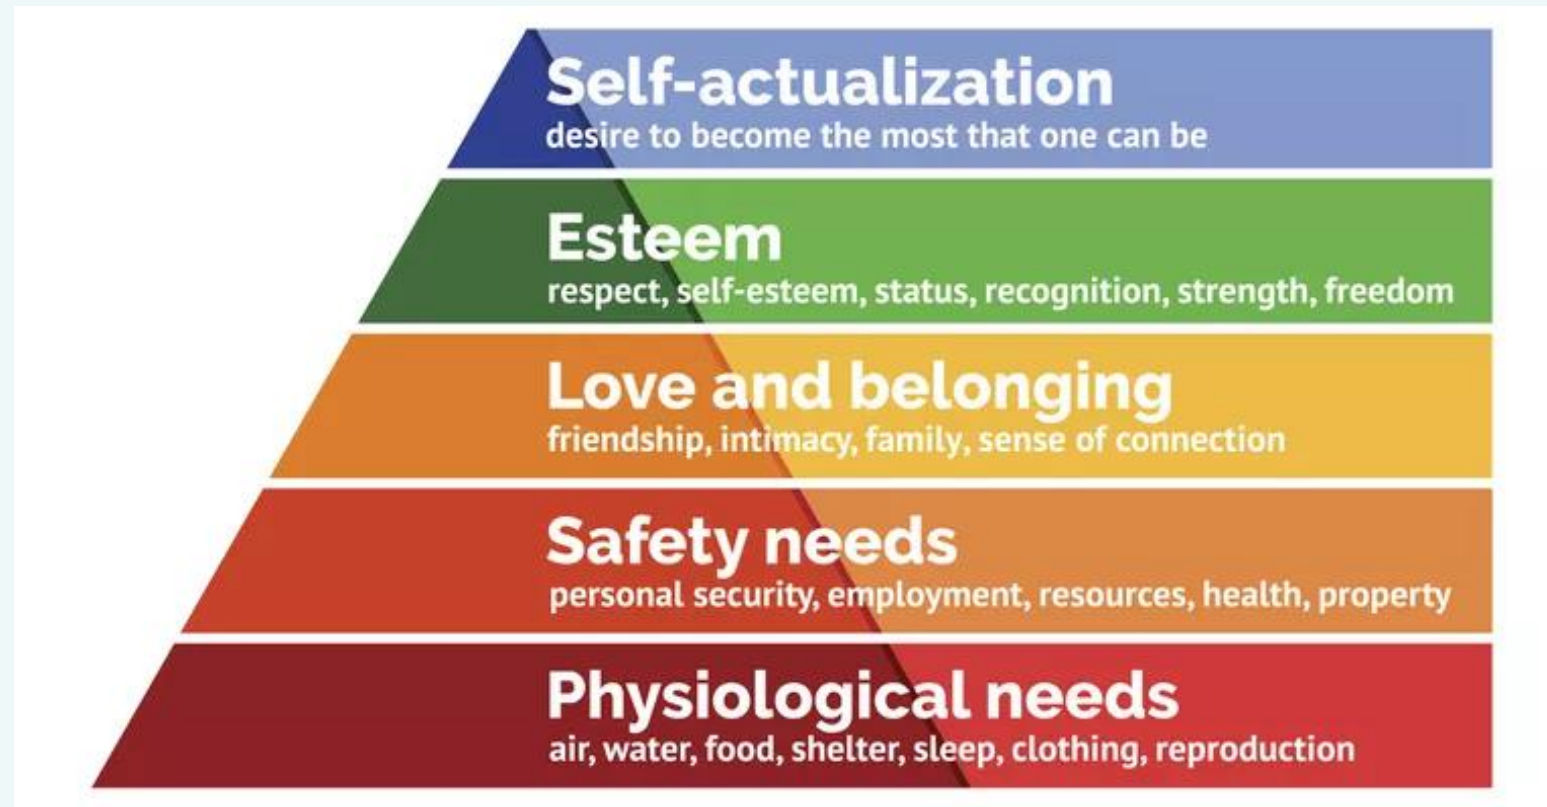 Self-actualization
desire to become the most that one can be
Esteem
respect, self-esteem, status, recognition, strength, freedom
Love and belonging
friendship, intimacy, family, sense of connection
Safety needs
personal security, employment, resources, health, property
Physiological needs
air, water, food, shelter, sleep, clothing, reproduction